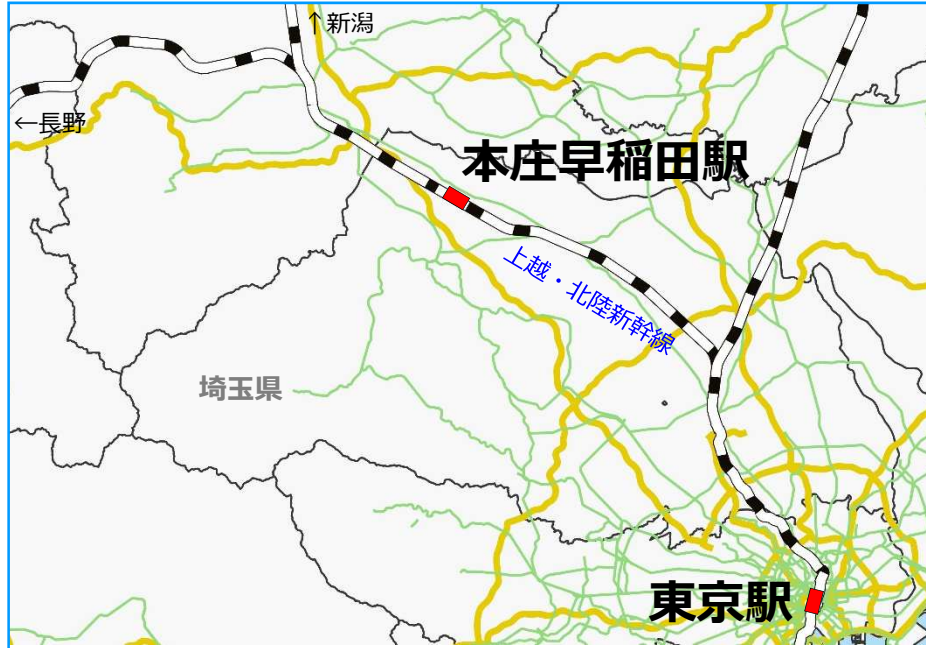 ↑新潟
←長野
本庄早稲田駅
上越・北陸新幹線
埼玉県
東京駅